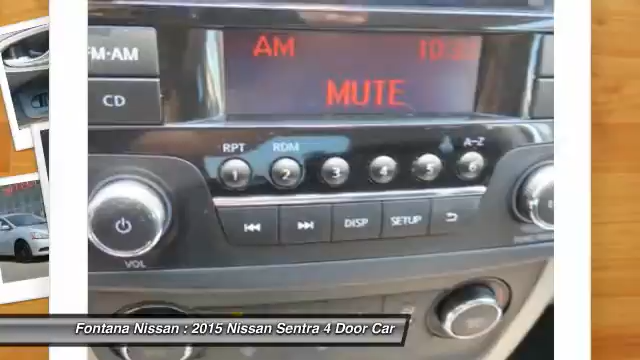 FM·AM
AM
MUTE
CD
RPT RDM A-Z
1 2 3 4 5 6
DISP SETUP
VOL
Fontana Nissan : 2015 Nissan Sentra 4 Door Car